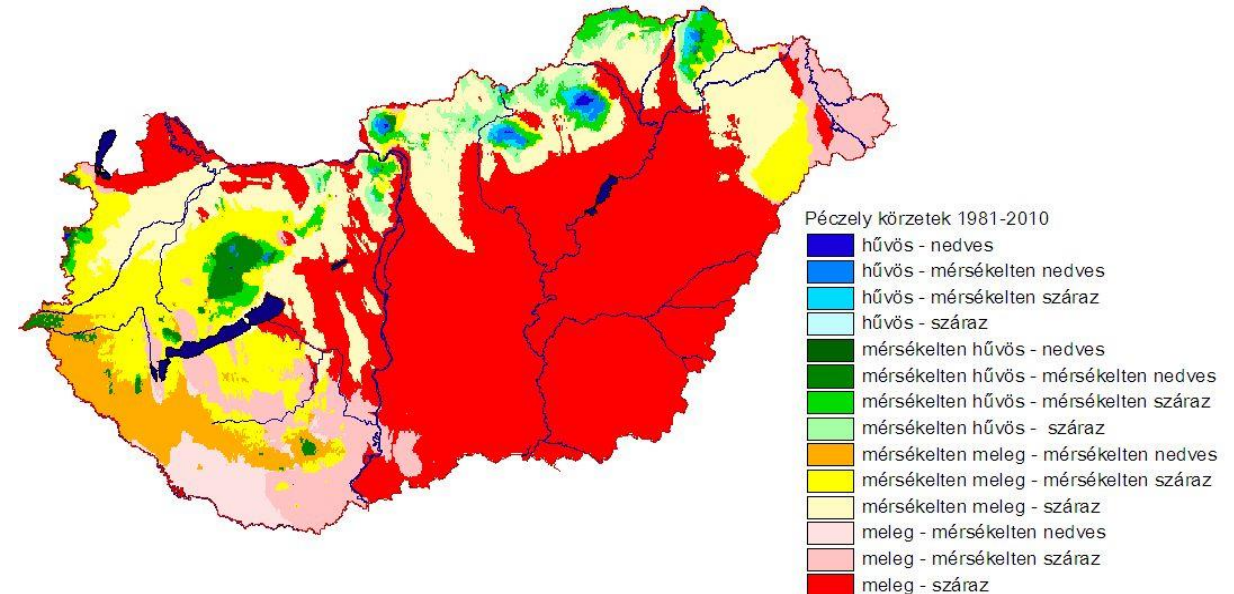 Péczely körzetek 1981-2010
hűvös - nedves
hűvös - mérsékelten nedves
hűvös - mérsékelten száraz
hűvös - száraz
mérsékelten hűvös - nedves
mérsékelten hűvös - mérsékelten nedves
mérsékelten hűvös - mérsékelten száraz
mérsékelten hűvös - száraz
mérsékelten meleg - mérsékelten nedves
mérsékelten meleg - mérsékelten száraz
mérsékelten meleg - száraz
meleg - mérsékelten nedves
meleg - mérsékelten száraz
meleg - száraz